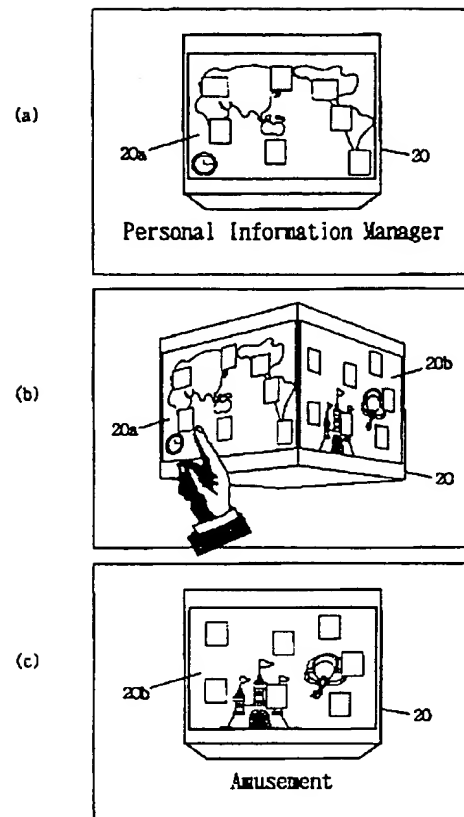 (a)
20a
20
Personal Information Manager
(b)
20b
20a
20
(c)
20b
20
Amusement